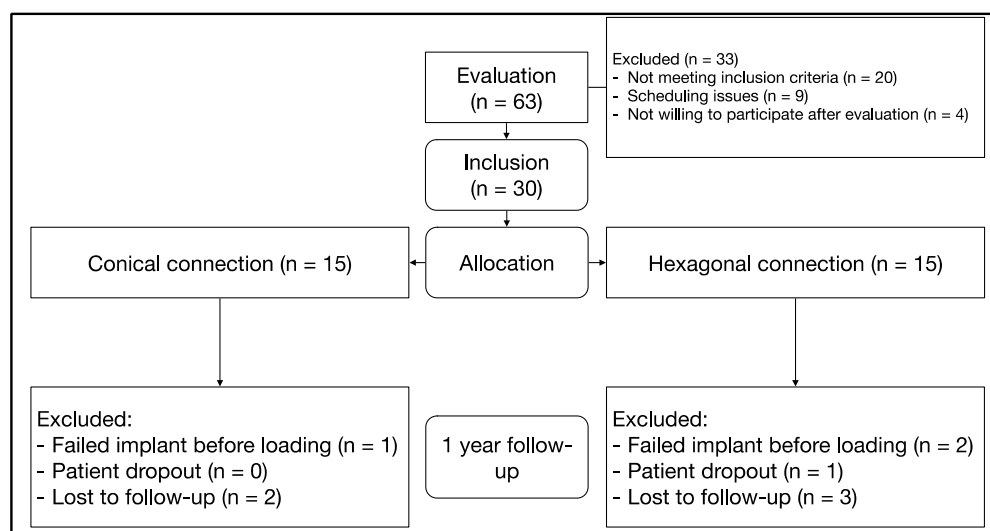 Evaluation
(n = 63)
Excluded (n = 33)
- Not meeting inclusion criteria (n = 20)
- Scheduling issues (n = 9)
- Not willing to participate after evaluation (n = 4)
Inclusion
(n = 30)
Conical connection (n = 15)
Allocation
Hexagonal connection (n = 15)
Excluded:
- Failed implant before loading (n = 1)
- Patient dropout (n = 0)
- Lost to follow-up (n = 2)
1 year follow-
up
Excluded:
- Failed implant before loading (n = 2)
- Patient dropout (n = 1)
- Lost to follow-up (n = 3)